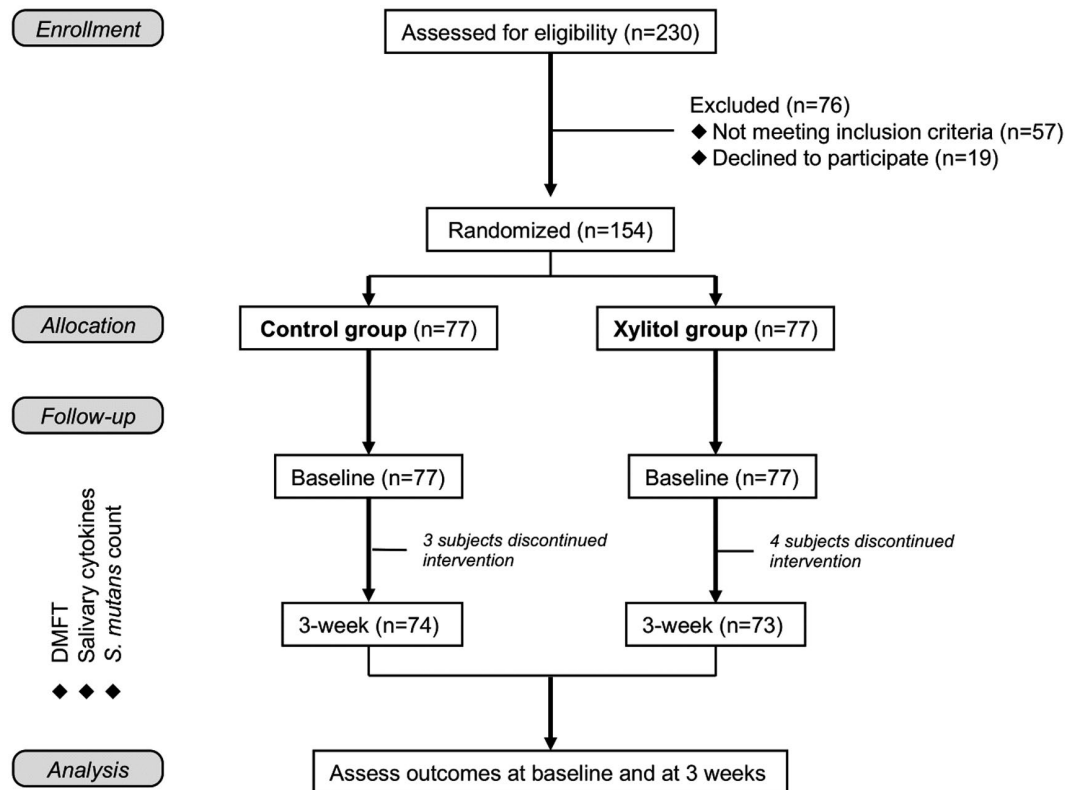 Enrollment
Assessed for eligibility (n=230)
Excluded (n=76)
◆ Not meeting inclusion criteria (n=57)
◆ Declined to participate (n=19)
Randomized (n=154)
Allocation
Control group (n=77)
Xylitol group (n=77)
Follow-up
Baseline (n=77)
Baseline (n=77)
3 subjects discontinued
intervention
4 subjects discontinued
intervention
◆ DMFT
◆ Salivary cytokines
◆ S. mutans count
3-week (n=74)
3-week (n=73)
Analysis
Assess outcomes at baseline and at 3 weeks